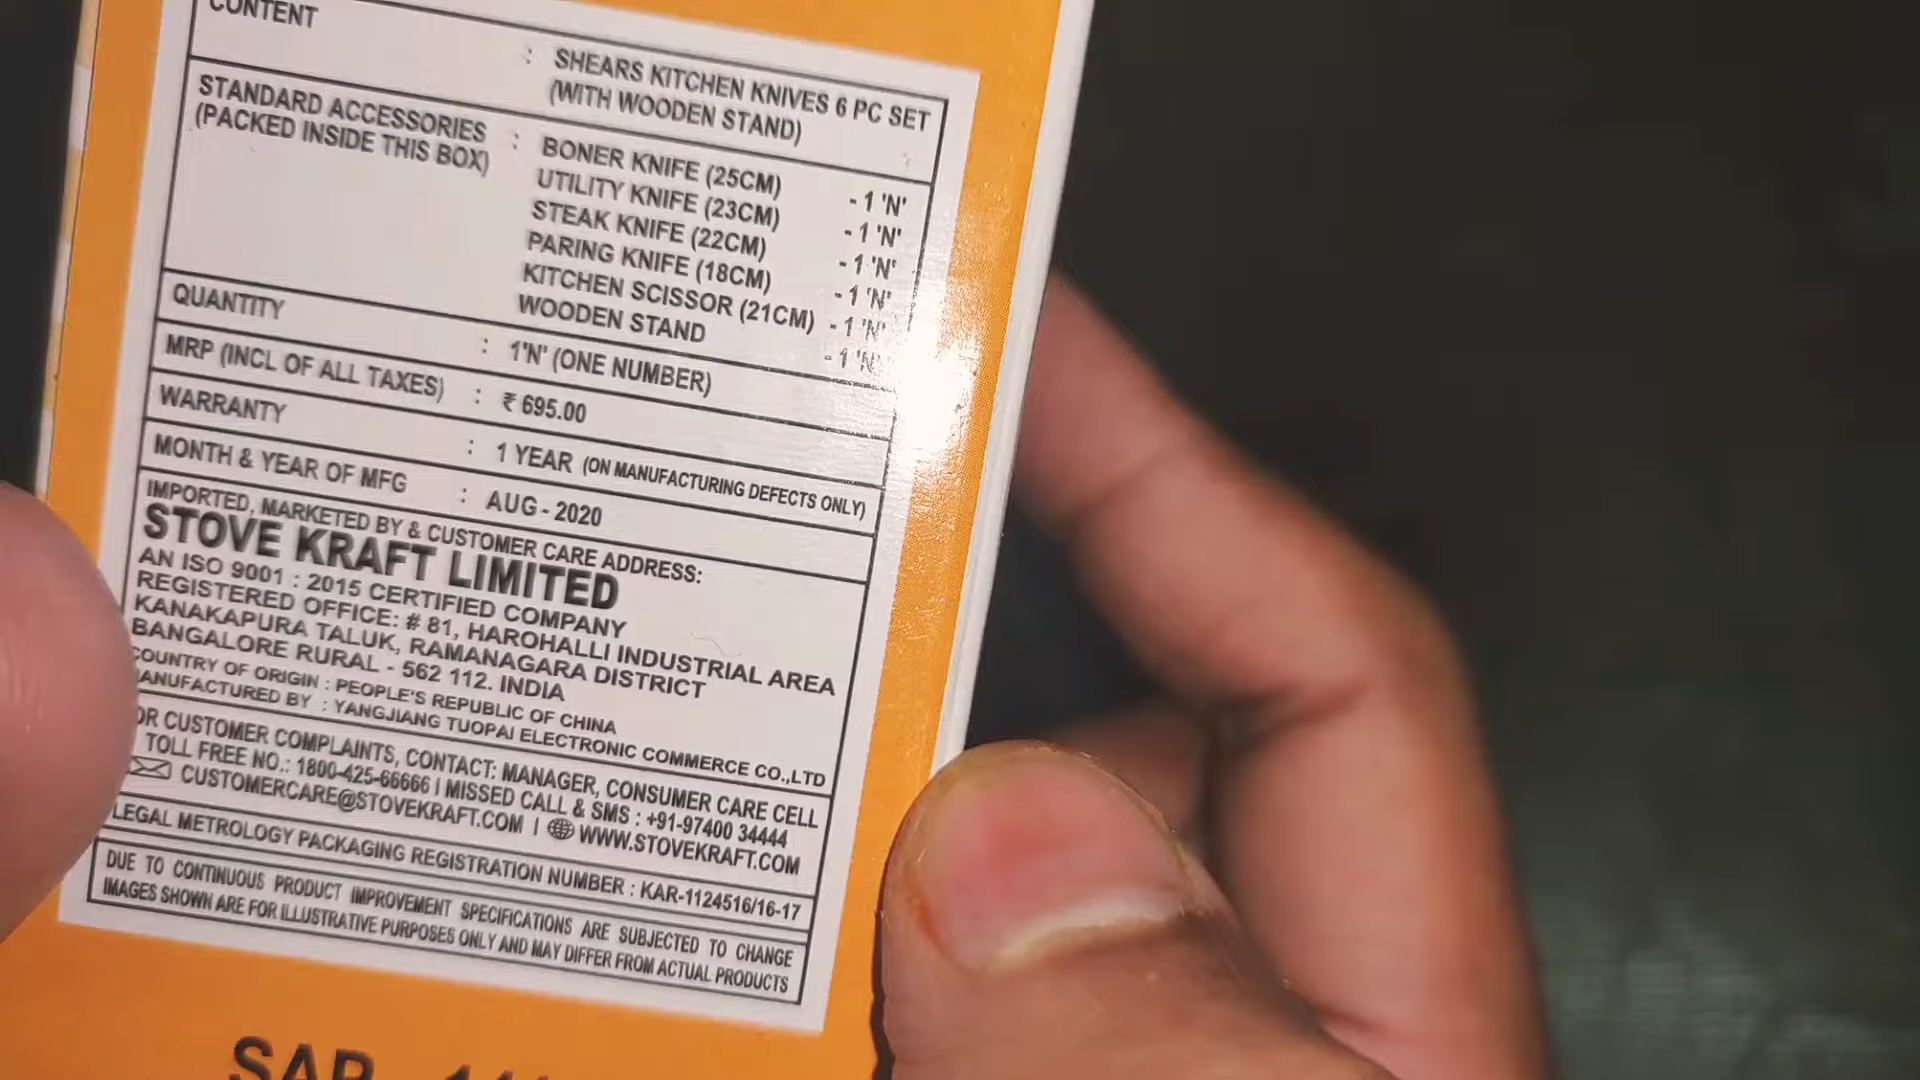 CONTENT : SHEARS KITCHEN KNIVES 6 PC SET
(WITH WOODEN STAND)
STANDARD ACCESSORIES
(PACKED INSIDE THIS BOX) :
BONER KNIFE (25CM) - 1 'N'
UTILITY KNIFE (23CM) - 1 'N'
STEAK KNIFE (22CM) - 1 'N'
PARING KNIFE (18CM) - 1 'N'
KITCHEN SCISSOR (21CM) - 1 'N'
WOODEN STAND - 1 'N'
QUANTITY : 1'N' (ONE NUMBER)
MRP (INCL OF ALL TAXES) : ₹ 695.00
WARRANTY : 1 YEAR (ON MANUFACTURING DEFECTS ONLY)
MONTH & YEAR OF MFG : AUG - 2020
IMPORTED, MARKETED BY & CUSTOMER CARE ADDRESS:
STOVE KRAFT LIMITED
AN ISO 9001 : 2015 CERTIFIED COMPANY
REGISTERED OFFICE: # 81, HAROHALLI INDUSTRIAL AREA
KANAKAPURA TALUK, RAMANAGARA DISTRICT
BANGALORE RURAL - 562 112. INDIA
COUNTRY OF ORIGIN : PEOPLE'S REPUBLIC OF CHINA
MANUFACTURED BY : YANGJIANG TUOPAI ELECTRONIC COMMERCE CO.,LTD
OR CUSTOMER COMPLAINTS, CONTACT: MANAGER, CONSUMER CARE CELL
TOLL FREE NO.: 1800-425-66666 I MISSED CALL & SMS : +91-97400 34444
CUSTOMERCARE@STOVEKRAFT.COM | WWW.STOVEKRAFT.COM
LEGAL METROLOGY PACKAGING REGISTRATION NUMBER : KAR-1124516/16-17
DUE TO CONTINUOUS PRODUCT IMPROVEMENT SPECIFICATIONS ARE SUBJECTED TO CHANGE
IMAGES SHOWN ARE FOR ILLUSTRATIVE PURPOSES ONLY AND MAY DIFFER FROM ACTUAL PRODUCTS
SAP